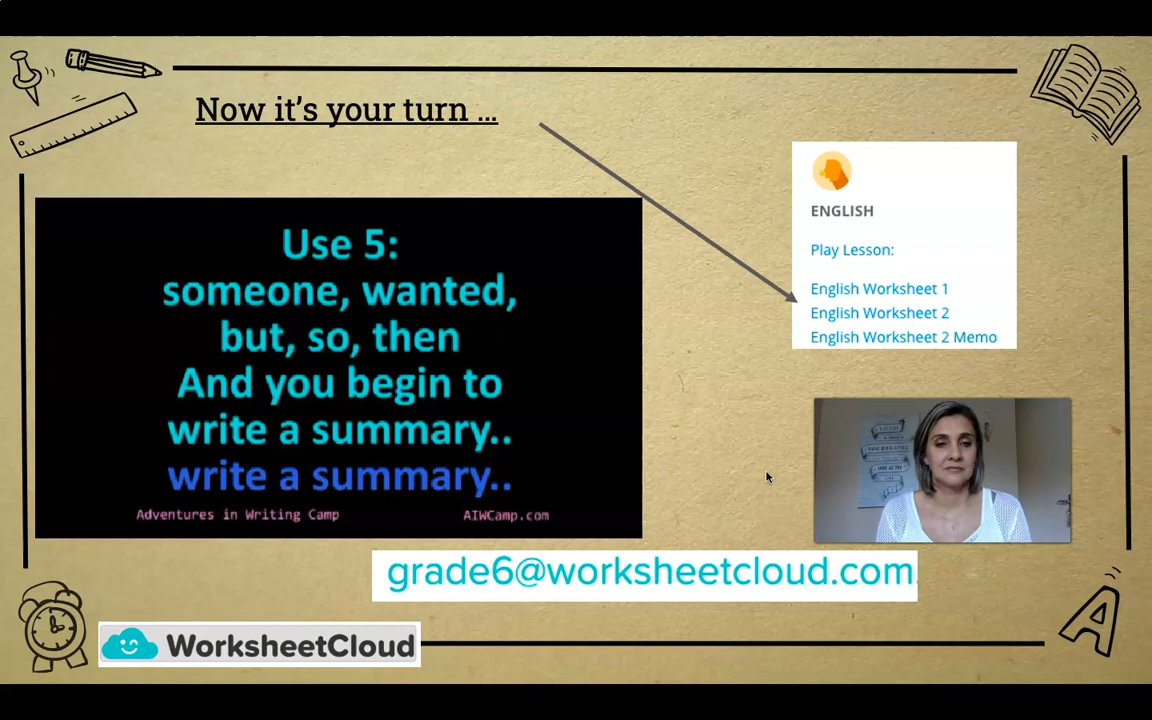 Now it's your turn ...
Use 5:
someone, wanted,
but, so, then
And you begin to
write a summary..
write a summary..
Adventures in Writing Camp
AIWCamp.com
ENGLISH
Play Lesson:
English Worksheet 1
English Worksheet 2
English Worksheet 2 Memo
grade6@worksheetcloud.com
WorksheetCloud
A